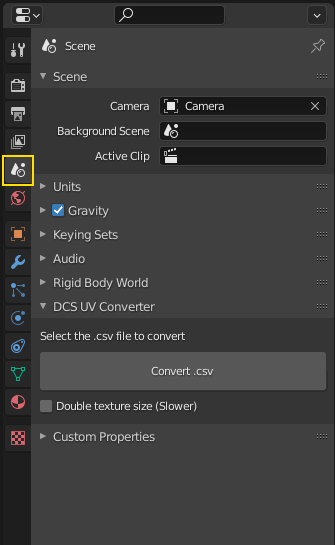 Scene
Scene
Camera Camera
Background Scene
Active Clip
Units
Gravity
Keying Sets
Audio
Rigid Body World
DCS UV Converter
Select the .csv file to convert
Convert .csv
Double texture size (Slower)
Custom Properties